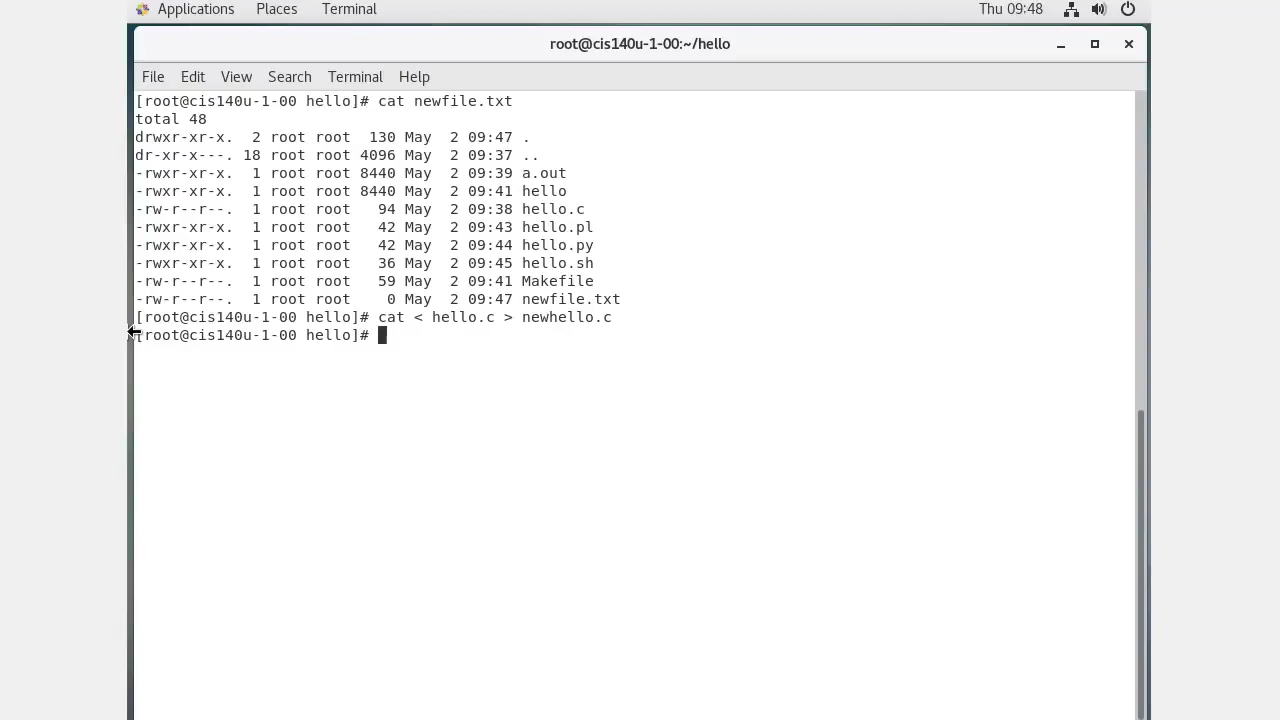 Applications Places Terminal Thu 09:48
root@cis140u-1-00:~/hello
File Edit View Search Terminal Help
[root@cis140u-1-00 hello]# cat newfile.txt
total 48
drwxr-xr-x.  2 root root  130 May  2 09:47 .
dr-xr-x---. 18 root root 4096 May  2 09:37 ..
-rwxr-xr-x.  1 root root 8440 May  2 09:39 a.out
-rwxr-xr-x.  1 root root 8440 May  2 09:41 hello
-rw-r--r--.  1 root root   94 May  2 09:38 hello.c
-rwxr-xr-x.  1 root root   42 May  2 09:43 hello.pl
-rwxr-xr-x.  1 root root   42 May  2 09:44 hello.py
-rwxr-xr-x.  1 root root   36 May  2 09:45 hello.sh
-rw-r--r--.  1 root root   59 May  2 09:41 Makefile
-rw-r--r--.  1 root root    0 May  2 09:47 newfile.txt
[root@cis140u-1-00 hello]# cat < hello.c > newhello.c
[root@cis140u-1-00 hello]#